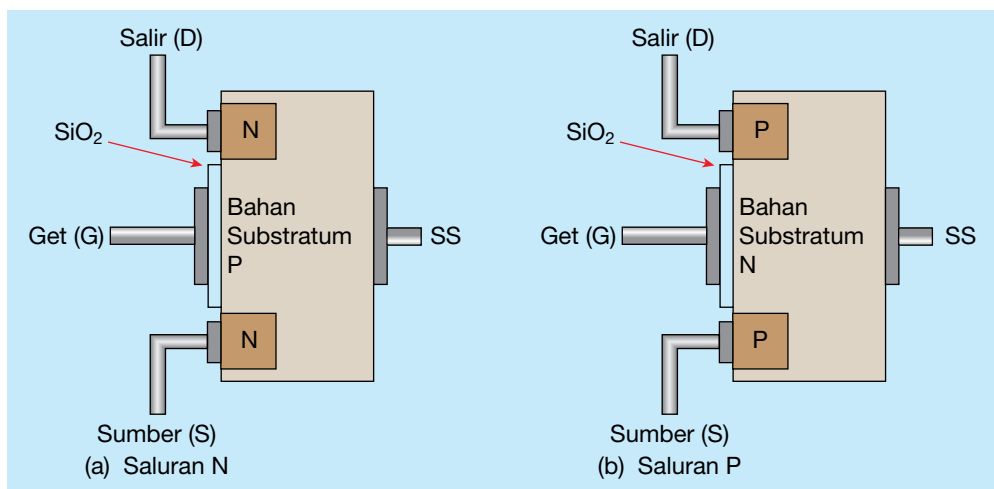 Salir (D)
N
SiO₂
Bahan
Substratum
P
Get (G)
SS
N
Sumber (S)
(a) Saluran N
Salir (D)
P
SiO₂
Bahan
Substratum
N
Get (G)
SS
P
Sumber (S)
(b) Saluran P